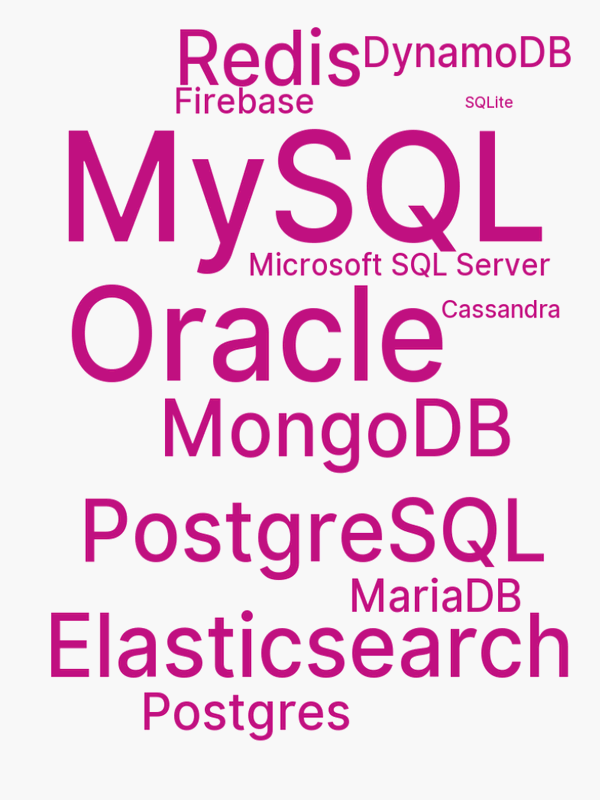 Redis DynamoDB
Firebase SQLite
MySQL
Microsoft SQL Server
Oracle Cassandra
MongoDB
PostgreSQL
MariaDB
Elasticsearch
Postgres